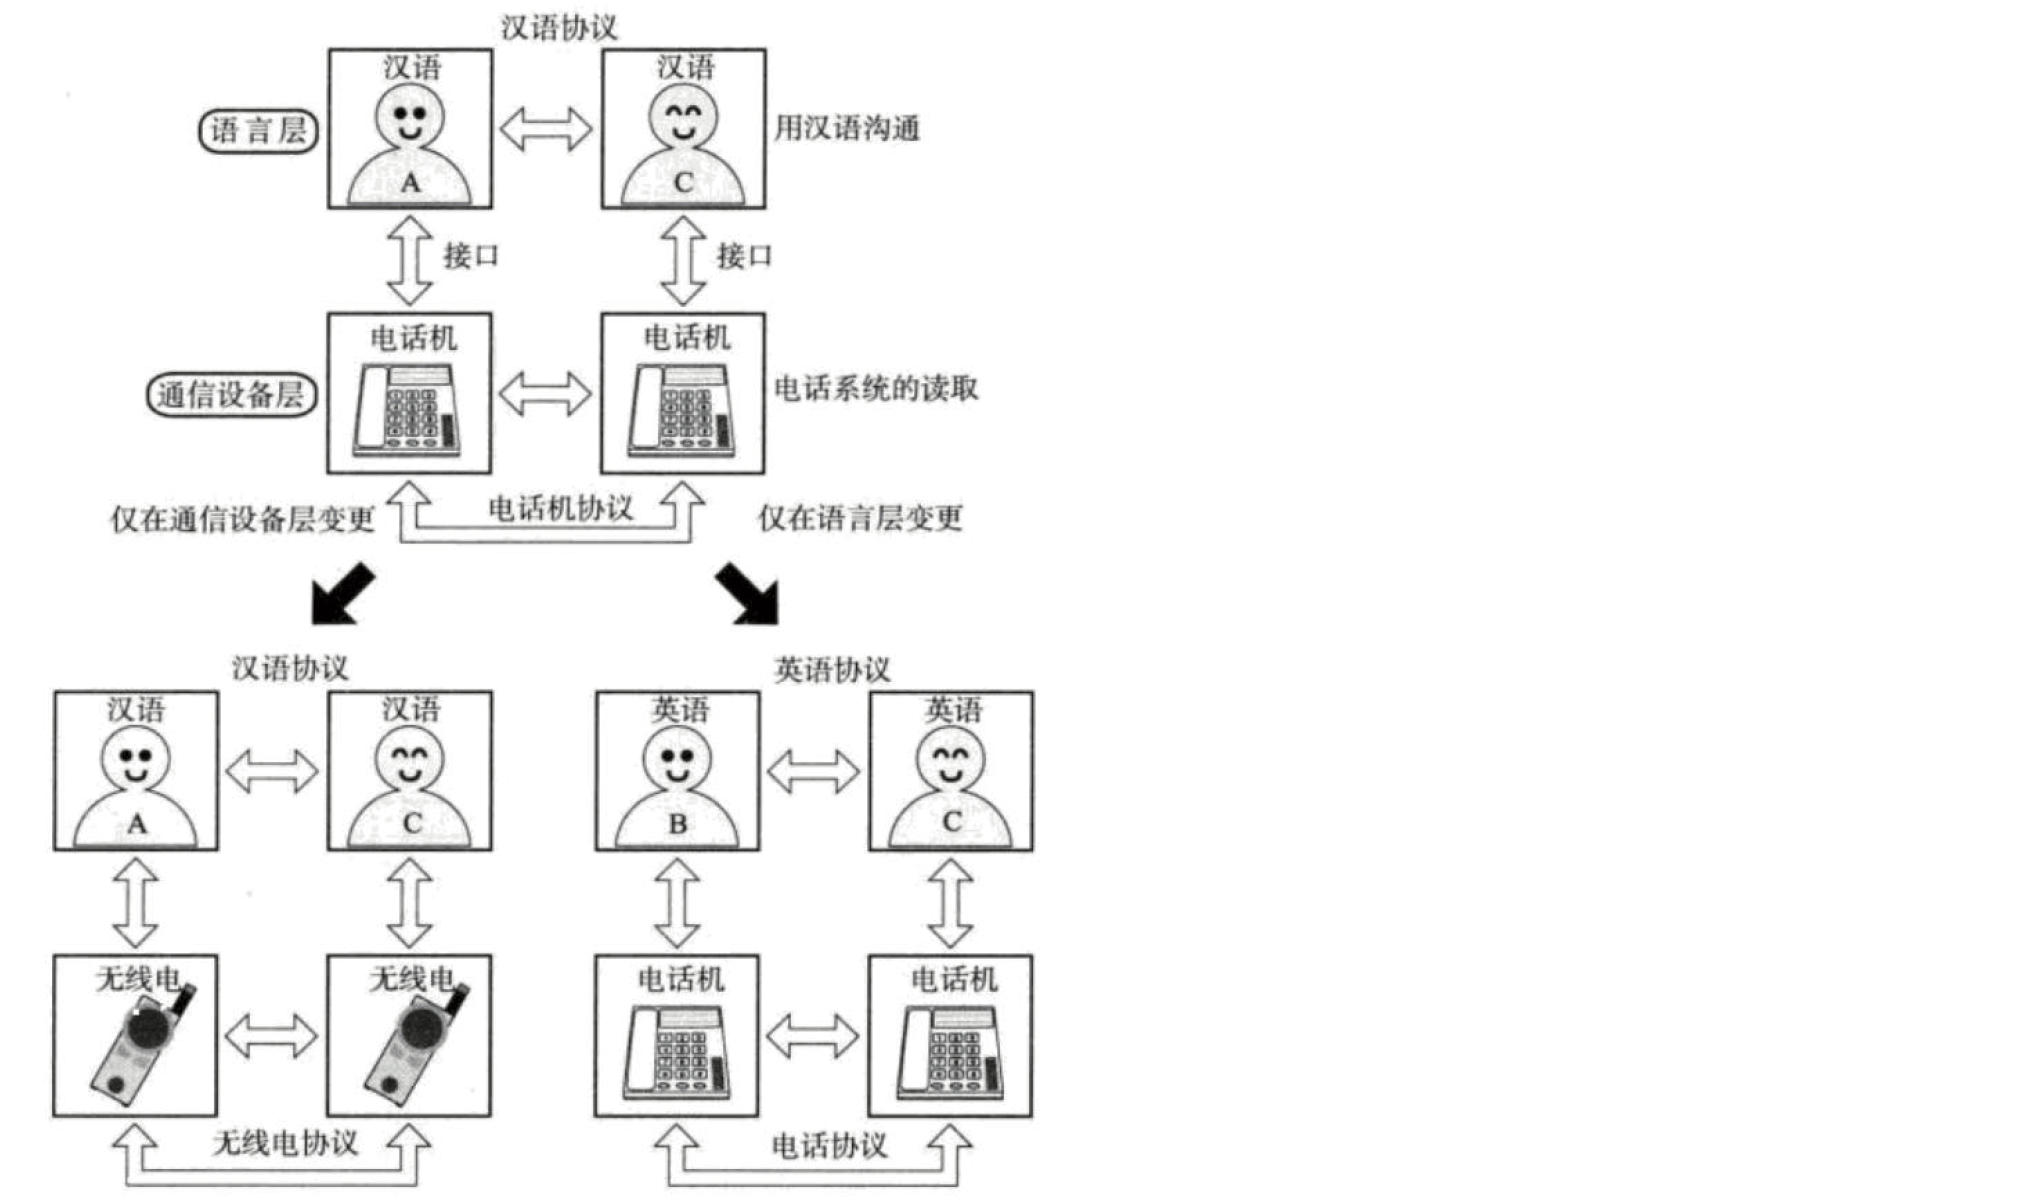 汉语协议
汉语 汉语
语言层 用汉语沟通
A C
接口 接口
电话机 电话机
通信设备层 电话系统的读取
仅在通信设备层变更 电话机协议 仅在语言层变更
汉语协议 英语协议
汉语 汉语 英语 英语
A C B C
无线电 无线电 电话机 电话机
无线电协议 电话协议